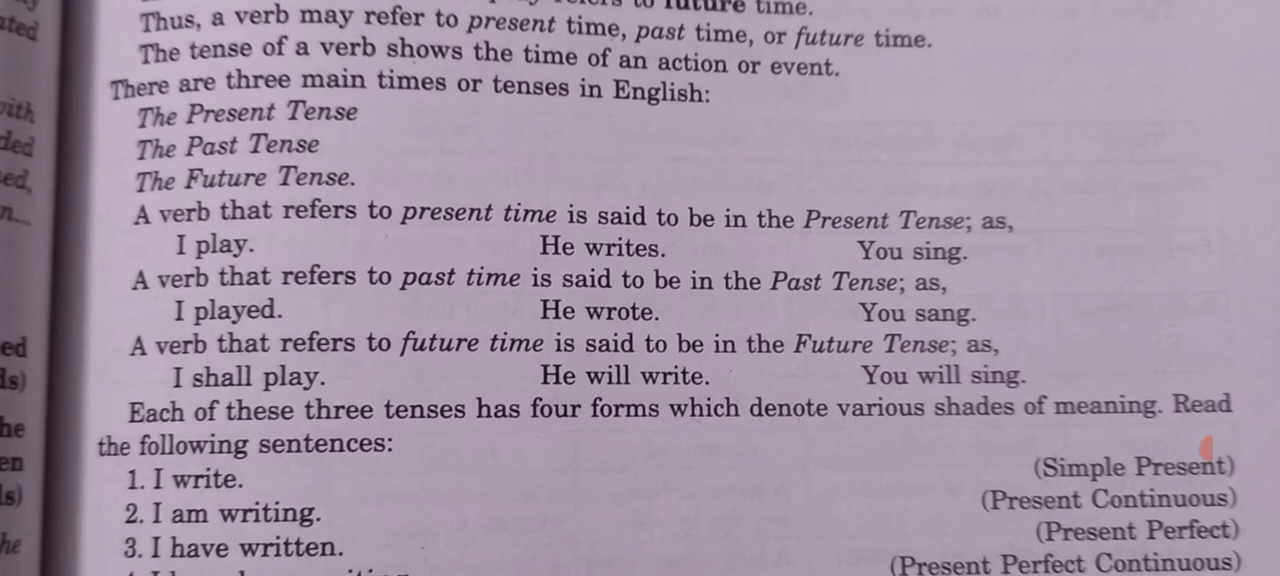 future time.
Thus, a verb may refer to present time, past time, or future time.
The tense of a verb shows the time of an action or event.
There are three main times or tenses in English:
The Present Tense
The Past Tense
The Future Tense.
A verb that refers to present time is said to be in the Present Tense; as,
I play. He writes. You sing.
A verb that refers to past time is said to be in the Past Tense; as,
I played. He wrote. You sang.
A verb that refers to future time is said to be in the Future Tense; as,
I shall play. He will write. You will sing.
Each of these three tenses has four forms which denote various shades of meaning. Read
the following sentences:
1. I write. (Simple Present)
2. I am writing. (Present Continuous)
3. I have written. (Present Perfect)
(Present Perfect Continuous)